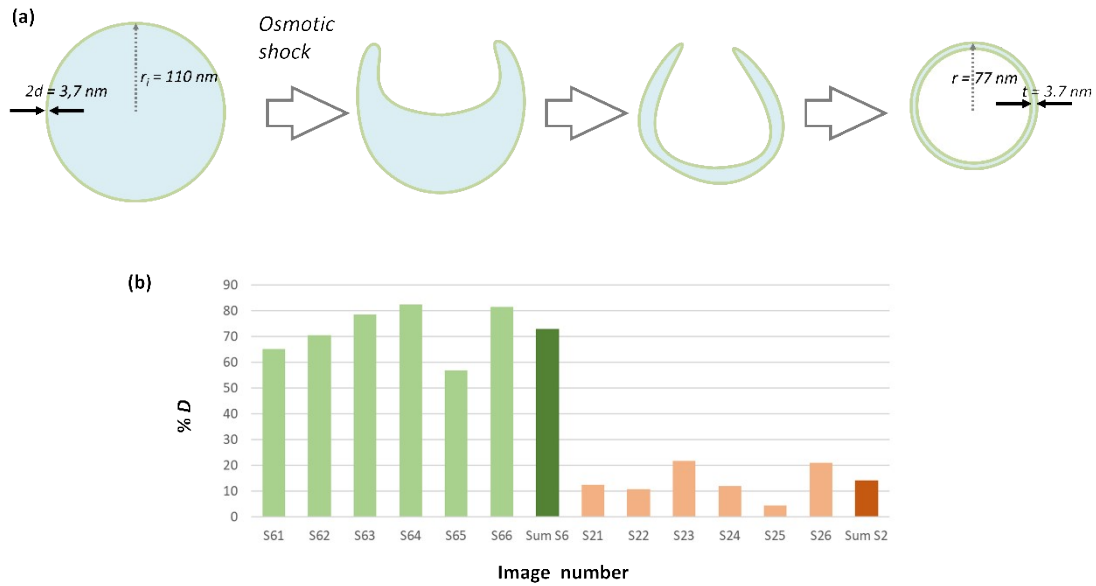 (a)
Osmotic
shock
2d = 3,7 nm
rᵢ = 110 nm
r = 77 nm
t = 3.7 nm
(b)
90
80
70
60
50
40
30
20
10
0
% D
S61 S62 S63 S64 S65 S66 Sum S6 S21 S22 S23 S24 S25 S26 Sum S2
Image number